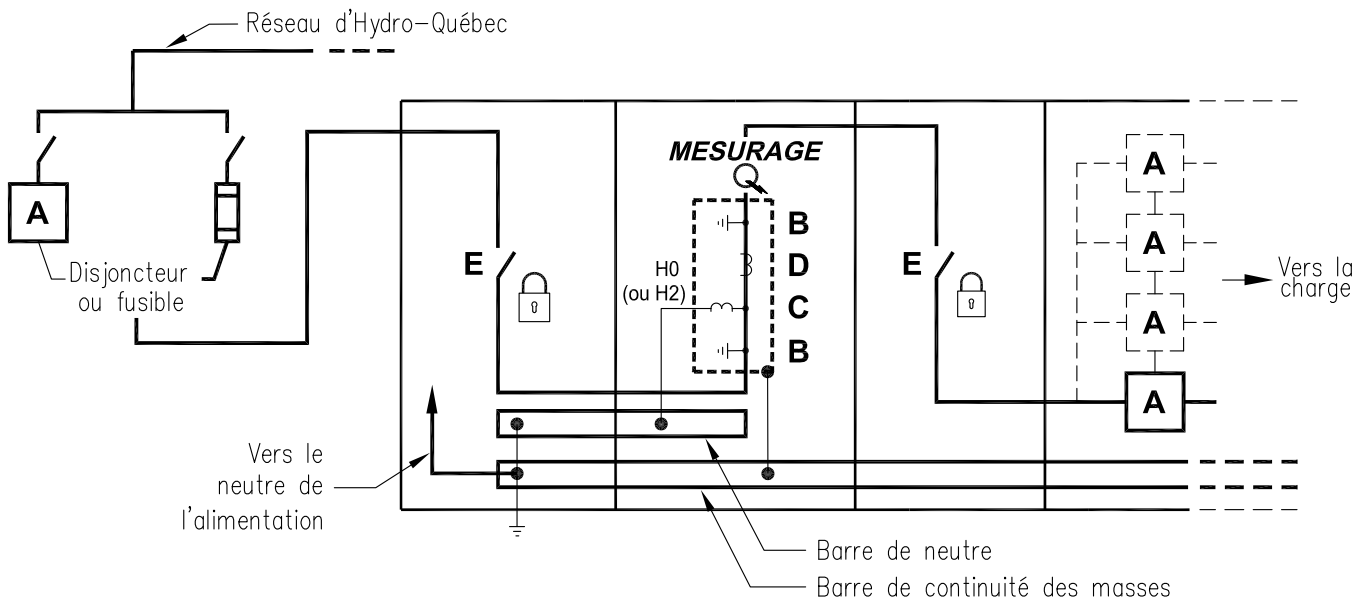 Réseau d'Hydro-Québec
MESURAGE
A
A
B
E
D
E
A
Disjoncteur
ou fusible
H0
(ou H2)
C
Vers la
charge
A
B
A
Vers le
neutre de
l'alimentation
Barre de neutre
Barre de continuité des masses